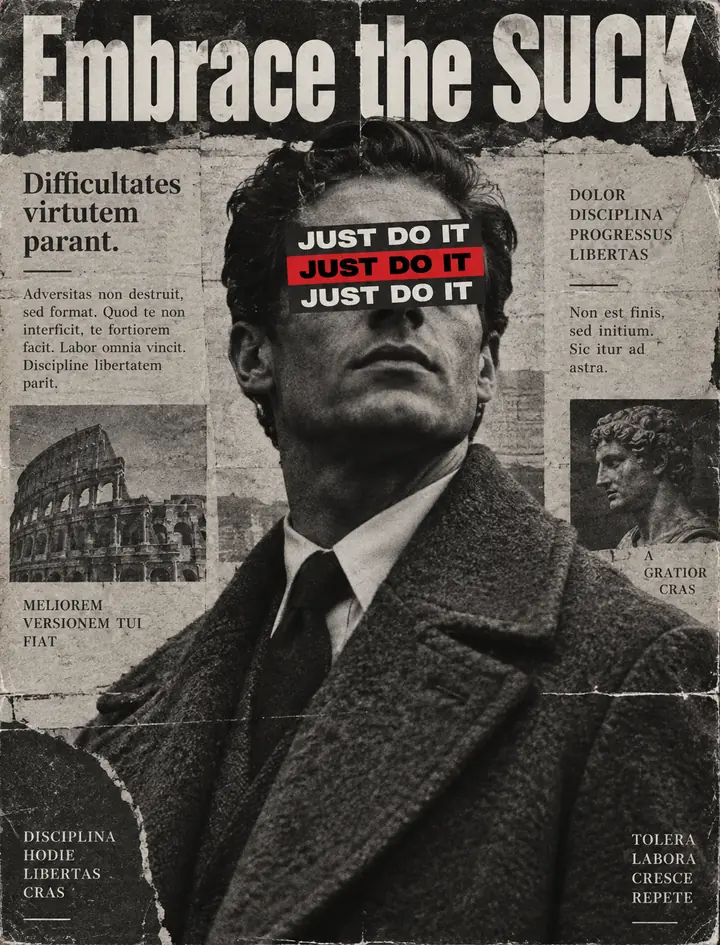 Embrace the SUCK
Difficultates
virtutem
parant.
Adversitas non destruit,
sed format. Quod te non
interficit, te fortiorem
facit. Labor omnia vincit.
Discipline libertatem
parit.
MELIOREM
VERSIONEM TUI
FIAT
DISCIPLINA
HODIE
LIBERTAS
CRAS
JUST DO IT
JUST DO IT
JUST DO IT
DOLOR
DISCIPLINA
PROGRESSUS
LIBERTAS
Non est finis,
sed initium.
Sic itur ad
astra.
A
GRATIOR
CRAS
TOLERA
LABORA
CRESCE
REPETE